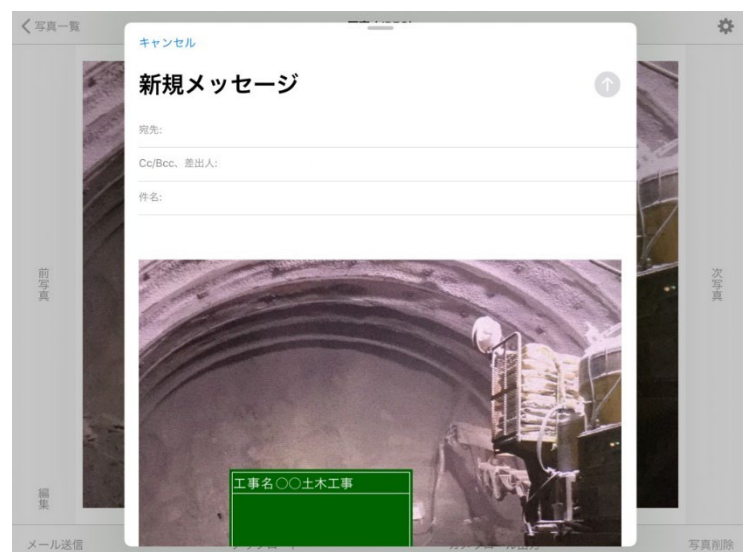 写真一覧
キャンセル
新規メッセージ
宛先:
Cc/Bcc、差出人:
件名:
前写真
次写真
工事名○○土木工事
編集
メール送信
写真削除